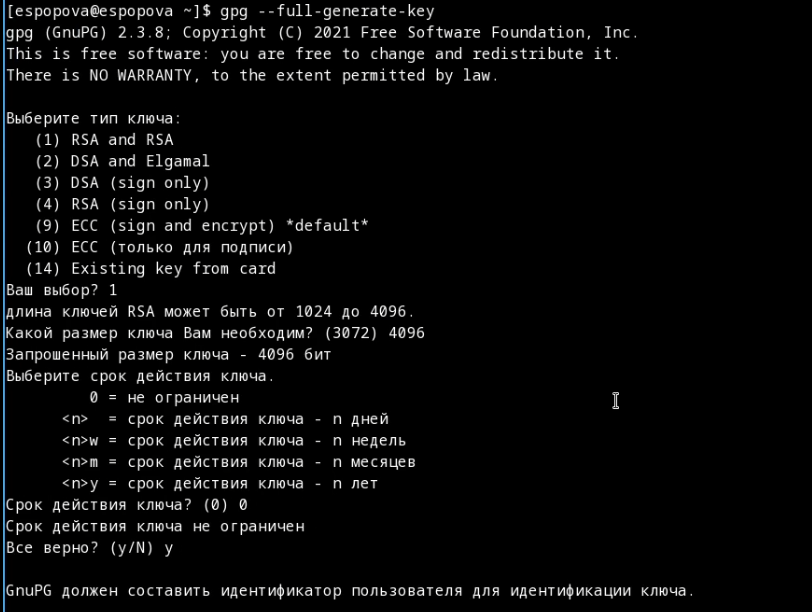 [espopova@espopova ~]$ gpg --full-generate-key
gpg (GnuPG) 2.3.8; Copyright (C) 2021 Free Software Foundation, Inc.
This is free software: you are free to change and redistribute it.
There is NO WARRANTY, to the extent permitted by law.
Выберите тип ключа:
(1) RSA and RSA
(2) DSA and Elgamal
(3) DSA (sign only)
(4) RSA (sign only)
(9) ECC (sign and encrypt) *default*
(10) ECC (только для подписи)
(14) Existing key from card
Ваш выбор? 1
длина ключей RSA может быть от 1024 до 4096.
Какой размер ключа Вам необходим? (3072) 4096
Запрошенный размер ключа - 4096 бит
Выберите срок действия ключа.
0 = не ограничен
<n>  = срок действия ключа - n дней
<n>w = срок действия ключа - n недель
<n>m = срок действия ключа - n месяцев
<n>y = срок действия ключа - n лет
Срок действия ключа? (0) 0
Срок действия ключа не ограничен
Все верно? (y/N) y
GnuPG должен составить идентификатор пользователя для идентификации ключа.